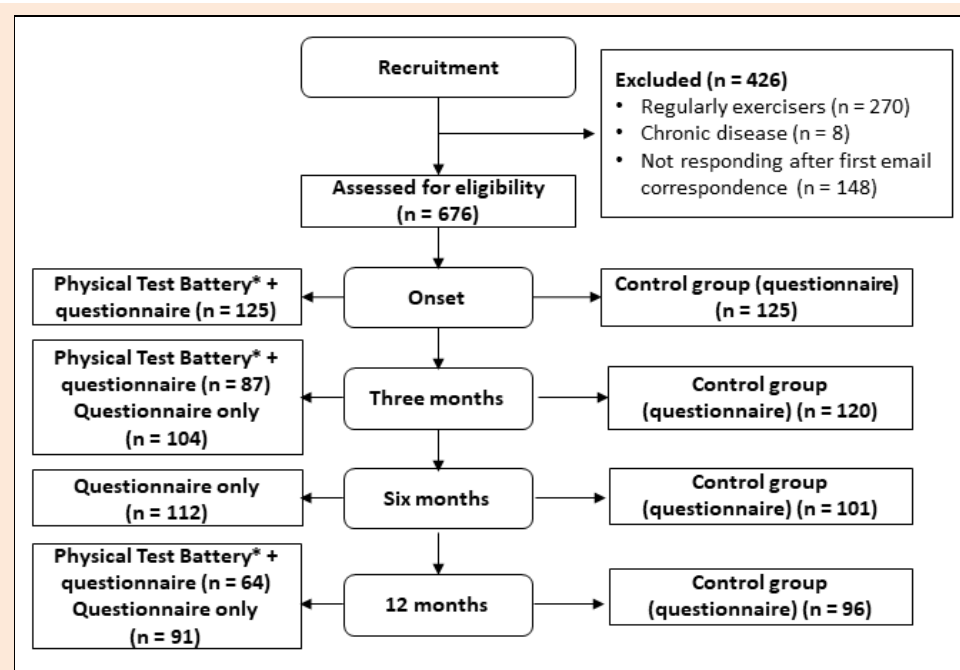 Recruitment
Excluded (n = 426)
• Regularly exercisers (n = 270)
• Chronic disease (n = 8)
• Not responding after first email
correspondence (n = 148)
Assessed for eligibility
(n = 676)
Physical Test Battery* +
questionnaire (n = 125)
Onset
Control group (questionnaire)
(n = 125)
Physical Test Battery* +
questionnaire (n = 87)
Questionnaire only
(n = 104)
Three months
Control group
(questionnaire) (n = 120)
Questionnaire only
(n = 112)
Six months
Control group
(questionnaire) (n = 101)
Physical Test Battery* +
questionnaire (n = 64)
Questionnaire only
(n = 91)
12 months
Control group
(questionnaire) (n = 96)